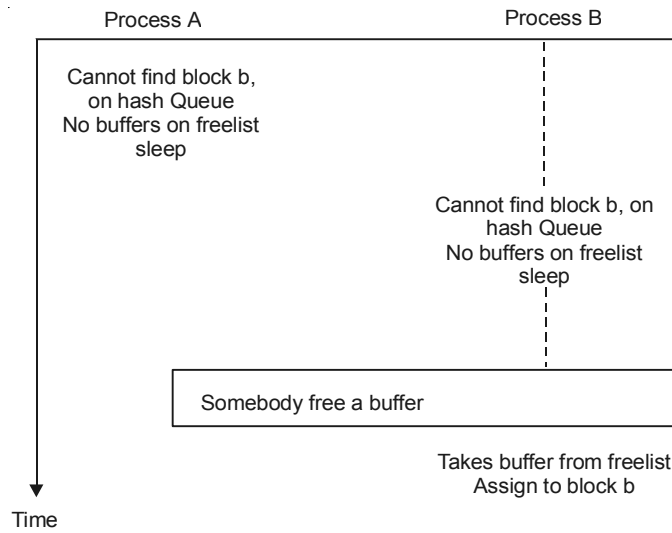 Process A
Process B
Cannot find block b,
on hash Queue
No buffers on freelist
sleep
Cannot find block b, on
hash Queue
No buffers on freelist
sleep
Somebody free a buffer
Takes buffer from freelist
Assign to block b
Time